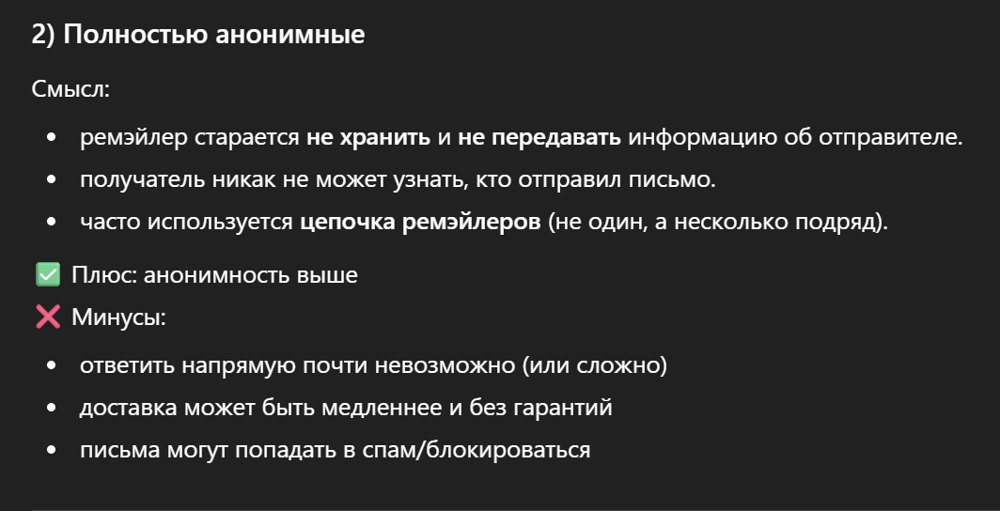 2) Полностью анонимные
Смысл:
• ремэйлер старается не хранить и не передавать информацию об отправителе.
• получатель никак не может узнать, кто отправил письмо.
• часто используется цепочка ремэйлеров (не один, а несколько подряд).
✅ Плюс: анонимность выше
❌ Минусы:
• ответить напрямую почти невозможно (или сложно)
• доставка может быть медленнее и без гарантий
• письма могут попадать в спам/блокироваться